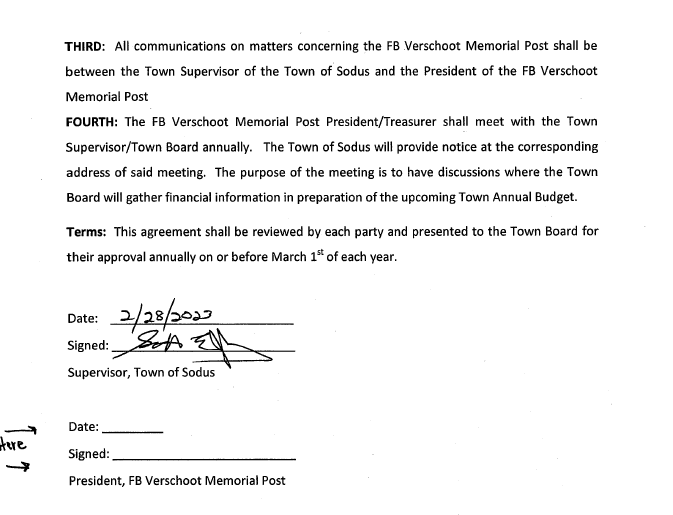 THIRD: All communications on matters concerning the FB Verschoot Memorial Post shall be
between the Town Supervisor of the Town of Sodus and the President of the FB Verschoot
Memorial Post
FOURTH: The FB Verschoot Memorial Post President/Treasurer shall meet with the Town
Supervisor/Town Board annually. The Town of Sodus will provide notice at the corresponding
address of said meeting. The purpose of the meeting is to have discussions where the Town
Board will gather financial information in preparation of the upcoming Town Annual Budget.
Terms: This agreement shall be reviewed by each party and presented to the Town Board for
their approval annually on or before March 1st of each year.
Date: 2/28/2023
Signed:
Supervisor, Town of Sodus
Date:
Here
Signed:
President, FB Verschoot Memorial Post